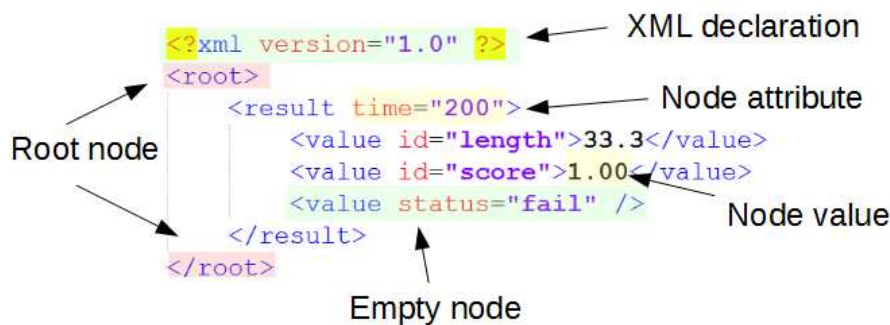 <?xml version="1.0" ?> XML declaration
<root>
<result time="200"> Node attribute
<value id="length">33.3</value>
Root node
<value id="score">1.00</value>
<value status="fail" /> Node value
</result>
</root>
Empty node